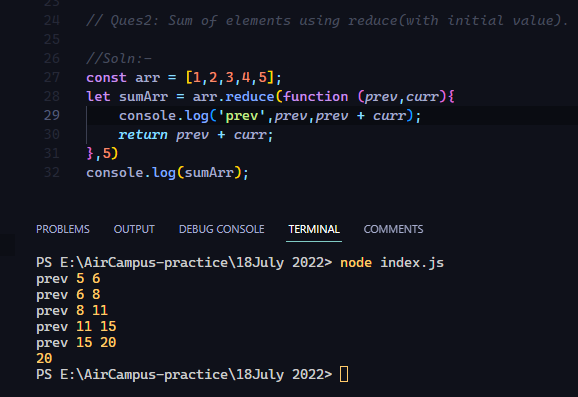 23
24 // Ques2: Sum of elements using reduce(with initial value).
25
26 //Soln:-
27 const arr = [1,2,3,4,5];
28 let sumArr = arr.reduce(function (prev,curr){
29 console.log('prev',prev,prev + curr);
30 return prev + curr;
31 },5)
32 console.log(sumArr);
PROBLEMS OUTPUT DEBUG CONSOLE TERMINAL COMMENTS
PS E:\AirCampus-practice\18July 2022> node index.js
prev 5 6
prev 6 8
prev 8 11
prev 11 15
prev 15 20
20
PS E:\AirCampus-practice\18July 2022>